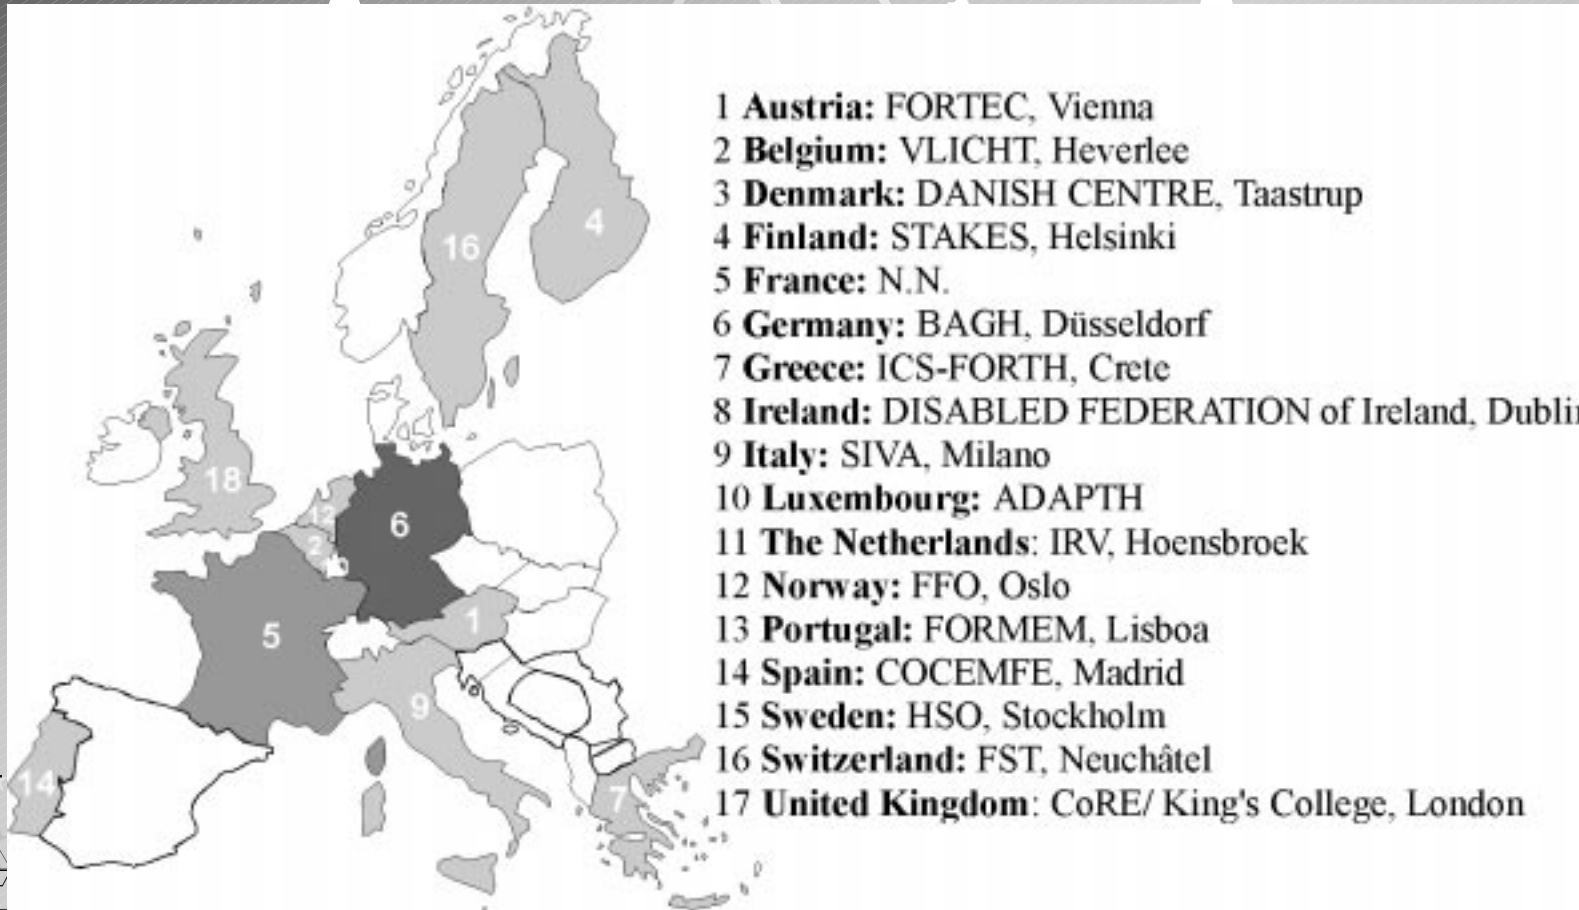 1 Austria: FORTEC, Vienna
2 Belgium: VLICHT, Heverlee
3 Denmark: DANISH CENTRE, Taastrup
4 Finland: STAKES, Helsinki
5 France: N.N.
6 Germany: BAGH, Düsseldorf
7 Greece: ICS-FORTH, Crete
8 Ireland: DISABLED FEDERATION of Ireland, Dublin
9 Italy: SIVA, Milano
10 Luxembourg: ADAPTH
11 The Netherlands: IRV, Hoensbroek
12 Norway: FFO, Oslo
13 Portugal: FORMEM, Lisboa
14 Spain: COCEMFE, Madrid
15 Sweden: HSO, Stockholm
16 Switzerland: FST, Neuchâtel
17 United Kingdom: CoRE/ King's College, London
4
16
18
12
6
2
1
5
9
14
7